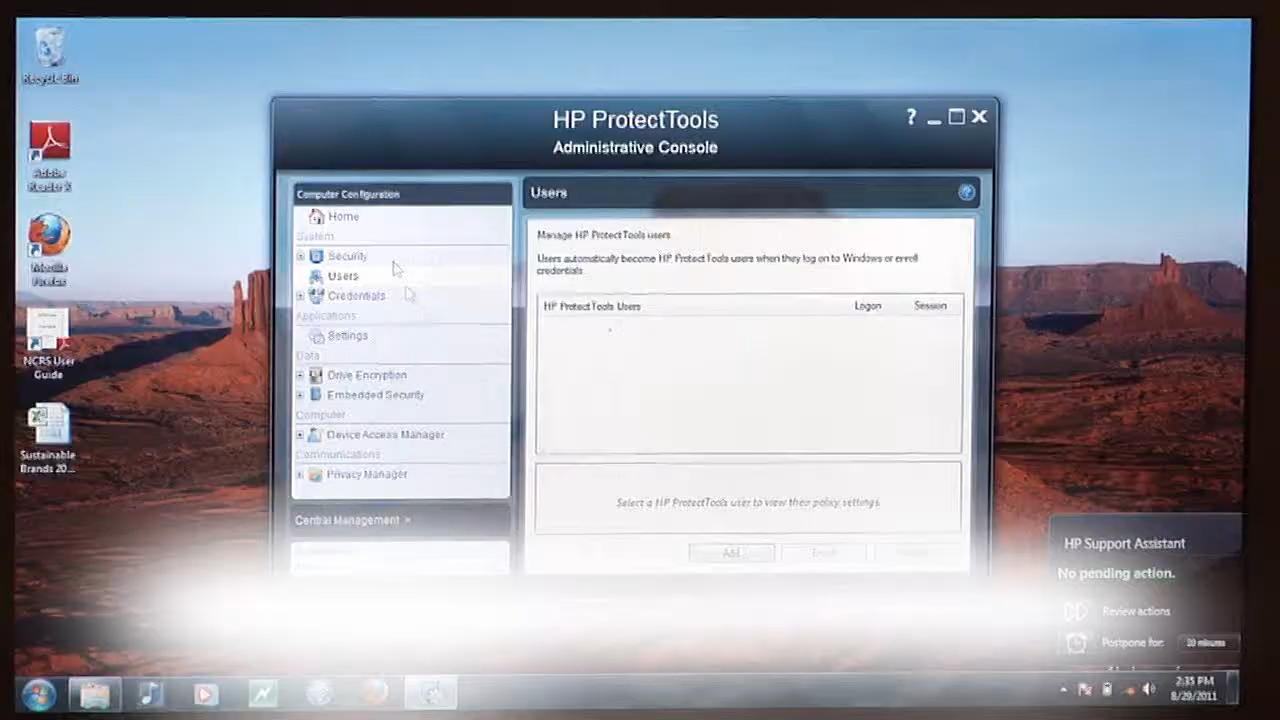 Recycle Bin
Adobe
Reader X
Mozilla
Firefox
NCRS User
Guide
Sustainable
Brands 20...
HP ProtectTools
Administrative Console
Computer Configuration
Home
System
Security
Users
Credentials
Applications
Settings
Data
Drive Encryption
Embedded Security
Computer
Device Access Manager
Communications
Privacy Manager
Central Management
Users
Manage HP ProtectTools users
Users automatically become HP ProtectTools users when they log on to Windows or enroll
credentials.
HP ProtectTools Users Logon Session
Select a HP ProtectTools user to view their policy settings.
Add
HP Support Assistant
No pending action.
Review actions
Postpone for:
2:35 PM
8/29/2011